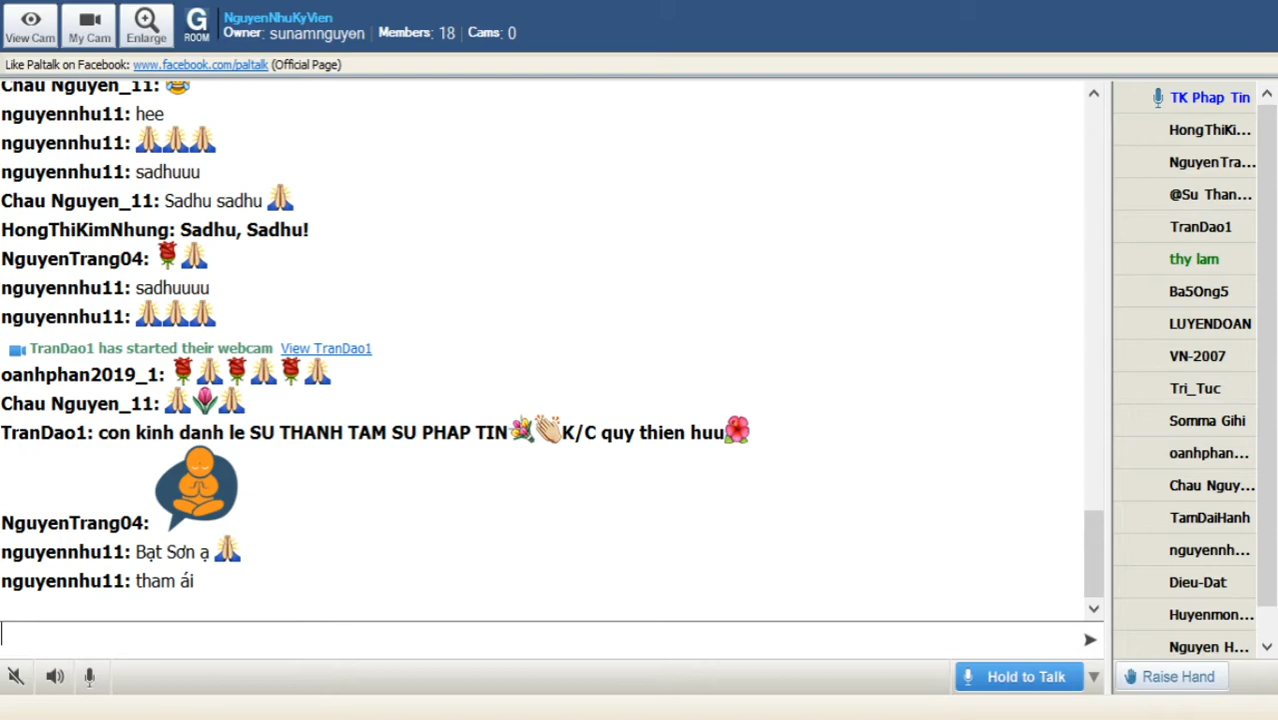 View Cam
My Cam
Enlarge
G
ROOM
NguyenNhuKyVien
Owner: sunamnguyen | Members: 18 | Cams: 0
Like Paltalk on Facebook: www.facebook.com/paltalk (Official Page)
Chau Nguyen_11: 😂
nguyennhu11: hee
nguyennhu11: 🙏🙏🙏
nguyennhu11: sadhuuu
Chau Nguyen_11: Sadhu sadhu 🙏
HongThiKimNhung: Sadhu, Sadhu!
NguyenTrang04: 🌹🙏
nguyennhu11: sadhuuuu
nguyennhu11: 🙏🙏🙏
TranDao1 has started their webcam View TranDao1
oanhphan2019_1: 🌹🙏🌹🙏🌹🙏
Chau Nguyen_11: 🙏🌷🙏
TranDao1: con kinh danh le SU THANH TAM SU PHAP TIN💐👏K/C quy thien huu🌺
NguyenTrang04:
nguyennhu11: Bạt Sơn ạ 🙏
nguyennhu11: tham ái
TK Phap Tin
HongThiKi...
NguyenTra...
@Su Than...
TranDao1
thy lam
Ba5Ong5
LUYENDOAN
VN-2007
Tri_Tuc
Somma Gihi
oanhphan...
Chau Nguy...
TamDaiHanh
nguyennh...
Dieu-Dat
Huyenmon...
Nguyen H...
Hold to Talk
Raise Hand